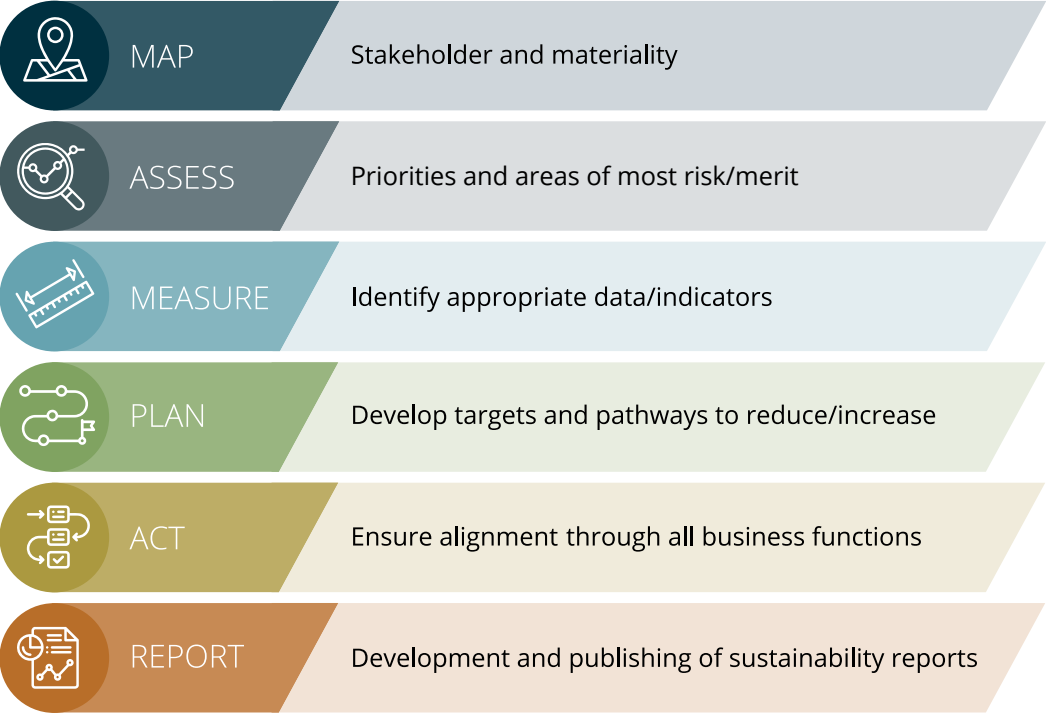 MAP
Stakeholder and materiality
ASSESS
Priorities and areas of most risk/merit
MEASURE
Identify appropriate data/indicators
PLAN
Develop targets and pathways to reduce/increase
ACT
Ensure alignment through all business functions
REPORT
Development and publishing of sustainability reports